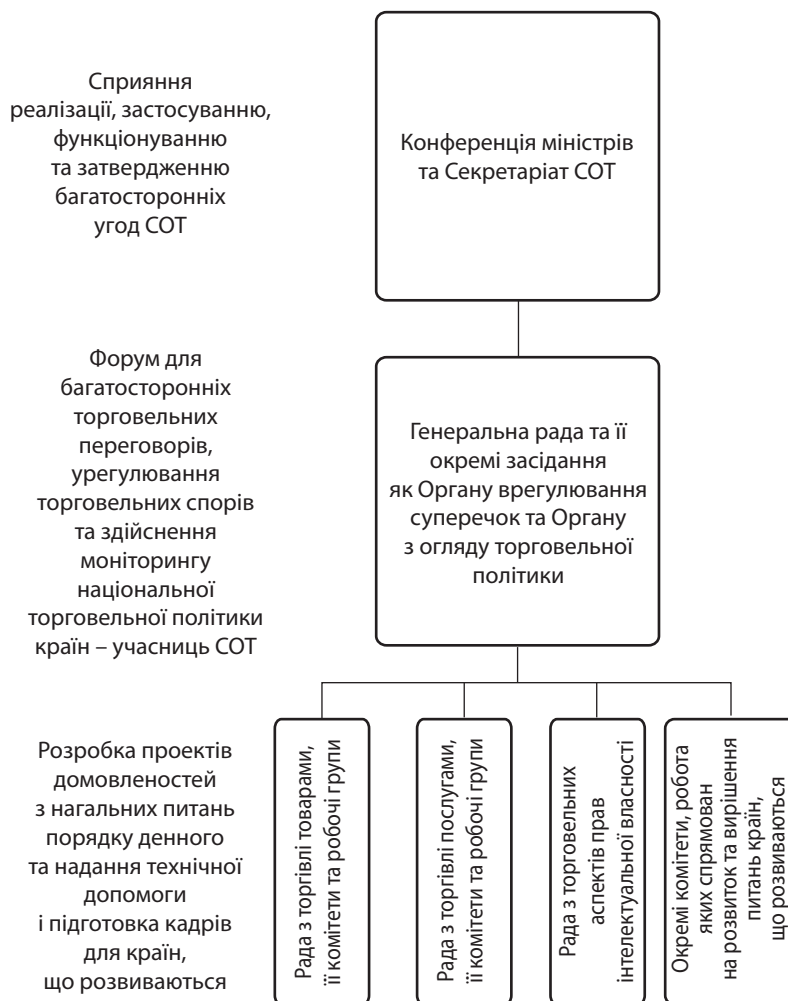 Сприяння
реалізації, застосуванню,
функціонуванню
та затвердженню
багатосторонніх
угод СОТ
Конференція міністрів
та Секретаріат СОТ
Форум для
багатосторонніх
торговельних
переговорів,
урегулювання
торговельних спорів
та здійснення
моніторингу
національної
торговельної політики
країн – учасниць СОТ
Генеральна рада та її
окремі засідання
як Органу врегулювання
суперечок та Органу
з огляду торговельної
політики
Розробка проектів
домовленостей
з нагальних питань
порядку денного
та надання технічної
допомоги
і підготовка кадрів
для країн,
що розвиваються
Рада з торгівлі товарами,
її комітети та робочі групи
Рада з торгівлі послугами,
її комітети та робочі групи
Рада з торговельних
аспектів прав
інтелектуальної власності
Окремі комітети, робота
яких спрямован
на розвиток та вирішення
питань країн,
що розвиваються